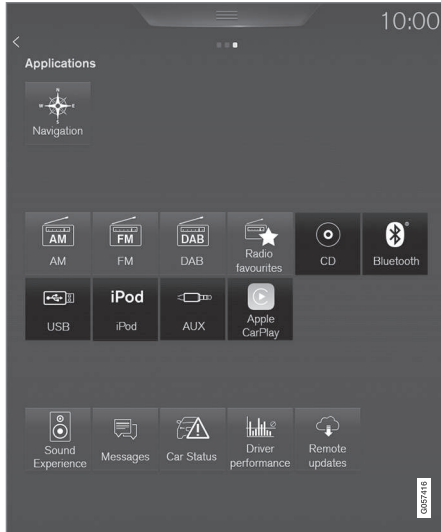 10:00
Applications
N
W E
S
Navigation
AM FM DAB
AM FM DAB Radio favourites CD Bluetooth
iPod
USB iPod AUX Apple CarPlay
Sound Experience Messages Car Status Driver performance Remote updates
G057416